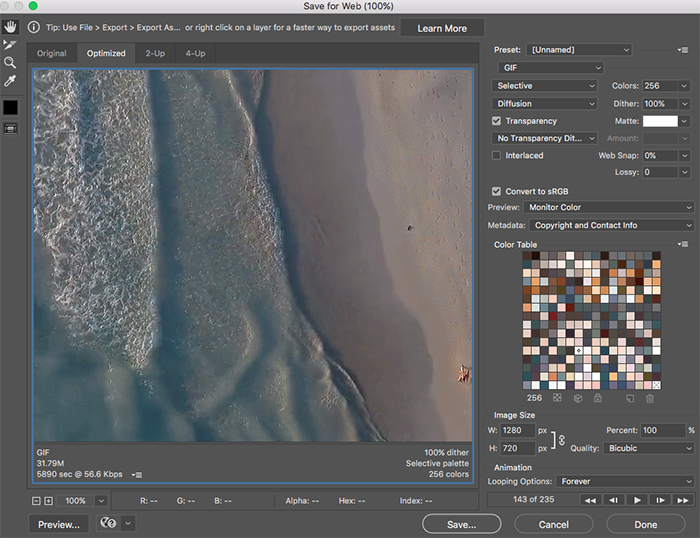 Save for Web (100%)
Tip: Use File > Export > Export As... or right click on a layer for a faster way to export assets
Learn More
Original
Optimized
2-Up
4-Up
Preset: [Unnamed]
GIF
Selective
Colors: 256
Diffusion
Dither: 100%
Transparency
Matte:
No Transparency Dit...
Amount:
Interlaced
Web Snap: 0%
Lossy: 0
Convert to sRGB
Preview: Monitor Color
Metadata: Copyright and Contact Info
Color Table
256
Image Size
W: 1280 px
Percent: 100 %
H: 720 px
Quality: Bicubic
Animation
Looping Options: Forever
143 of 235
GIF
100% dither
31.79M
Selective palette
5890 sec @ 56.6 Kbps
256 colors
100%
R: --
G: --
B: --
Alpha: --
Hex: --
Index: --
Preview...
Save...
Cancel
Done